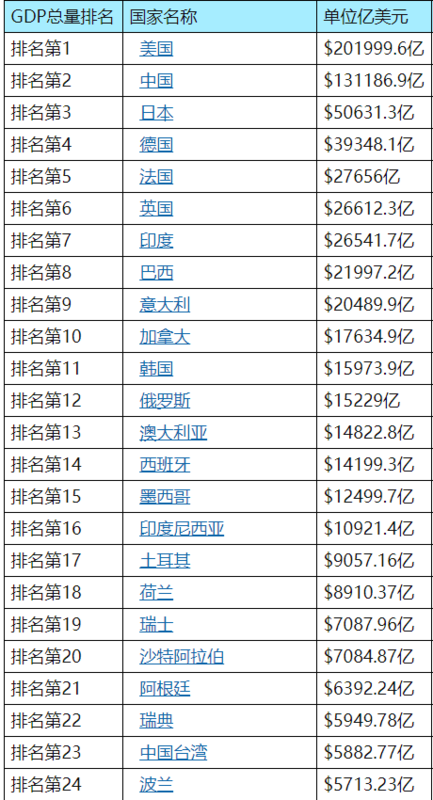 GDP总量排名 国家名称 单位亿美元
排名第1 美国 $201999.6亿
排名第2 中国 $131186.9亿
排名第3 日本 $50631.3亿
排名第4 德国 $39348.1亿
排名第5 法国 $27656亿
排名第6 英国 $26612.3亿
排名第7 印度 $26541.7亿
排名第8 巴西 $21997.2亿
排名第9 意大利 $20489.9亿
排名第10 加拿大 $17634.9亿
排名第11 韩国 $15973.9亿
排名第12 俄罗斯 $15229亿
排名第13 澳大利亚 $14822.8亿
排名第14 西班牙 $14199.3亿
排名第15 墨西哥 $12499.7亿
排名第16 印度尼西亚 $10921.4亿
排名第17 土耳其 $9057.16亿
排名第18 荷兰 $8910.37亿
排名第19 瑞士 $7087.96亿
排名第20 沙特阿拉伯 $7084.87亿
排名第21 阿根廷 $6392.24亿
排名第22 瑞典 $5949.78亿
排名第23 中国台湾 $5882.77亿
排名第24 波兰 $5713.23亿